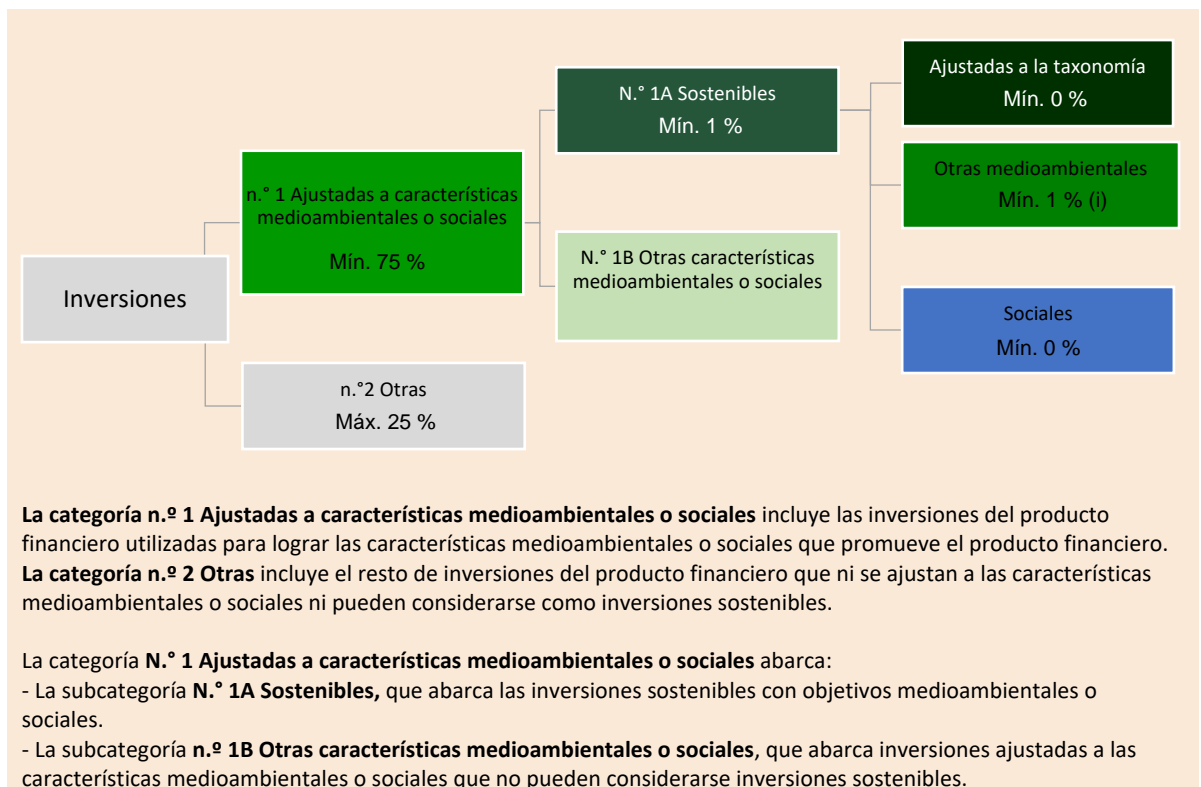 Inversiones
n.° 1 Ajustadas a características
medioambientales o sociales
Mín. 75 %
n.°2 Otras
Máx. 25 %
N.° 1A Sostenibles
Mín. 1 %
N.° 1B Otras características
medioambientales o sociales
Ajustadas a la taxonomía
Mín. 0 %
Otras medioambientales
Mín. 1 % (i)
Sociales
Mín. 0 %
La categoría n.º 1 Ajustadas a características medioambientales o sociales incluye las inversiones del producto
financiero utilizadas para lograr las características medioambientales o sociales que promueve el producto financiero.
La categoría n.º 2 Otras incluye el resto de inversiones del producto financiero que ni se ajustan a las características
medioambientales o sociales ni pueden considerarse como inversiones sostenibles.
La categoría N.° 1 Ajustadas a características medioambientales o sociales abarca:
- La subcategoría N.° 1A Sostenibles, que abarca las inversiones sostenibles con objetivos medioambientales o
sociales.
- La subcategoría n.º 1B Otras características medioambientales o sociales, que abarca inversiones ajustadas a las
características medioambientales o sociales que no pueden considerarse inversiones sostenibles.